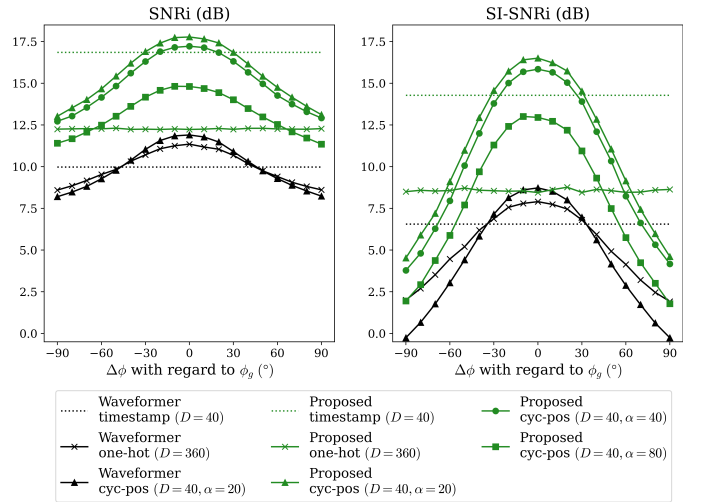 SNRi (dB)
SI-SNRi (dB)
17.5
15.0
12.5
10.0
7.5
5.0
2.5
0.0
−90 −60 −30 0 30 60 90
Δϕ with regard to ϕg (°)
17.5
15.0
12.5
10.0
7.5
5.0
2.5
0.0
−90 −60 −30 0 30 60 90
Δϕ with regard to ϕg (°)
Waveformer
timestamp (D = 40)
Waveformer
one-hot (D = 360)
Waveformer
cyc-pos (D = 40, α = 20)
Proposed
timestamp (D = 40)
Proposed
one-hot (D = 360)
Proposed
cyc-pos (D = 40, α = 20)
Proposed
cyc-pos (D = 40, α = 40)
Proposed
cyc-pos (D = 40, α = 80)